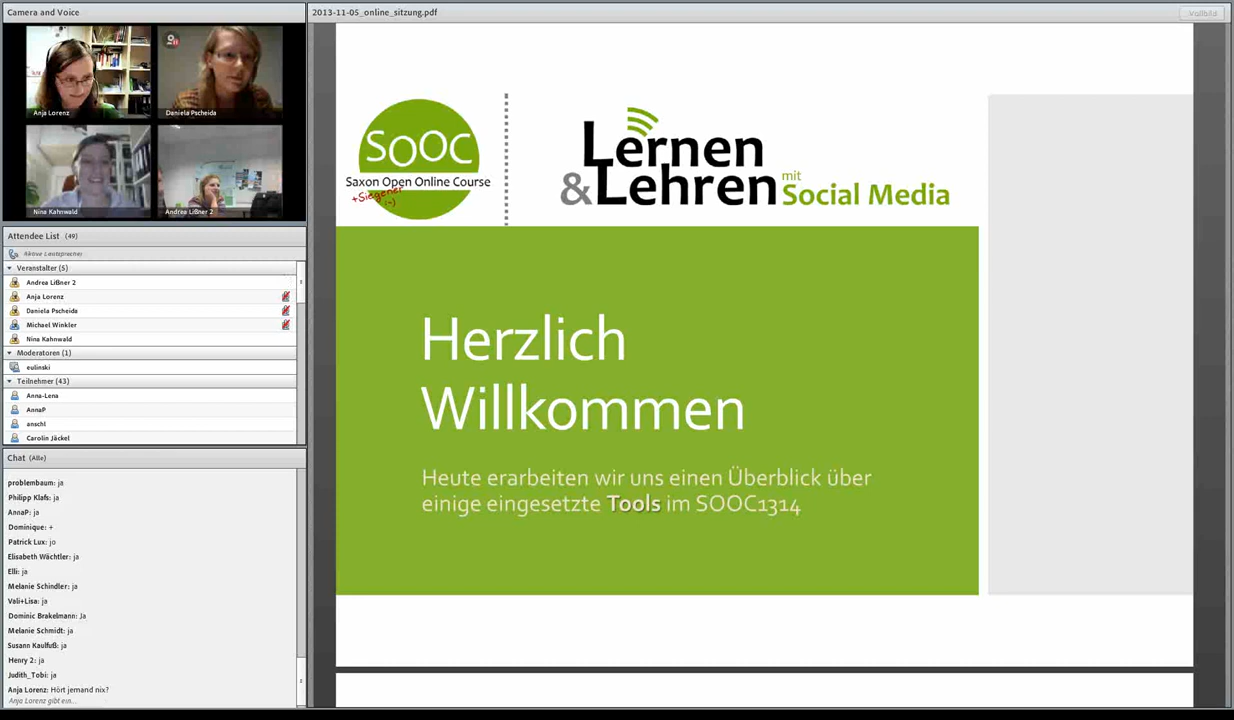 Camera and Voice
Anja Lorenz
Daniela Pscheida
Nina Kahnwald
Andrea Lißner 2
Attendee List (49)
Aktive Lautsprecher
Veranstalter (5)
Andrea Lißner 2
Anja Lorenz
Daniela Pscheida
Michael Winkler
Nina Kahnwald
Moderatoren (1)
eulinski
Teilnehmer (43)
Anna-Lena
AnnaP
anschl
Carolin Jäckel
Chat (Alle)
problembaum: ja
Philipp Klafs: ja
AnnaP: ja
Dominique: +
Patrick Lux: jo
Elisabeth Wächtler: ja
Elli: ja
Melanie Schindler: ja
Vali+Lisa: ja
Dominic Brakelmann: Ja
Melanie Schmidt: ja
Susann Kaulfuß: ja
Henry 2: ja
Judith_Tobi: ja
Anja Lorenz: Hört jemand nix?
Anja Lorenz gibt ein...
2013-11-05_online_sitzung.pdf
Vollbild
SOOC
Saxon Open Online Course
+Siegener
:-)
Lernen
&Lehren mit Social Media
Herzlich
Willkommen
Heute erarbeiten wir uns einen Überblick über
einige eingesetzte Tools im SOOC1314